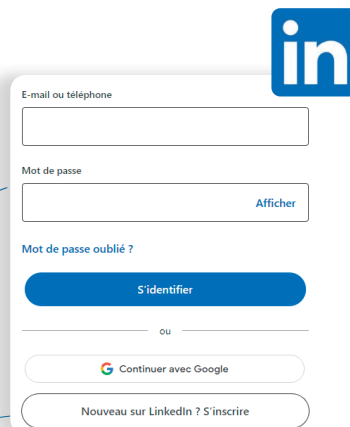 in
E-mail ou téléphone
Mot de passe
Afficher
Mot de passe oublié ?
S'identifier
ou
Continuer avec Google
Nouveau sur LinkedIn ? S'inscrire